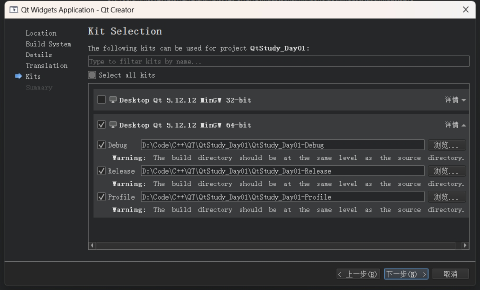 Qt Widgets Application - Qt Creator
Location
Build System
Details
Translation
Kits
Summary
Kit Selection
The following kits can be used for project QtStudy_Day01:
Type to filter kits by name...
Select all kits
Desktop Qt 5.12.12 MinGW 32-bit 详情
Desktop Qt 5.12.12 MinGW 64-bit 详情
Debug D:\Code\C++\QT\QtStudy_Day01\QtStudy_Day01-Debug 浏览...
Warning: The build directory should be at the same level as the source directory.
Release D:\Code\C++\QT\QtStudy_Day01\QtStudy_Day01-Release 浏览...
Warning: The build directory should be at the same level as the source directory.
Profile D:\Code\C++\QT\QtStudy_Day01\QtStudy_Day01-Profile 浏览...
Warning: The build directory should be at the same level as the source directory.
< 上一步(B) 下一步(N) > 取消